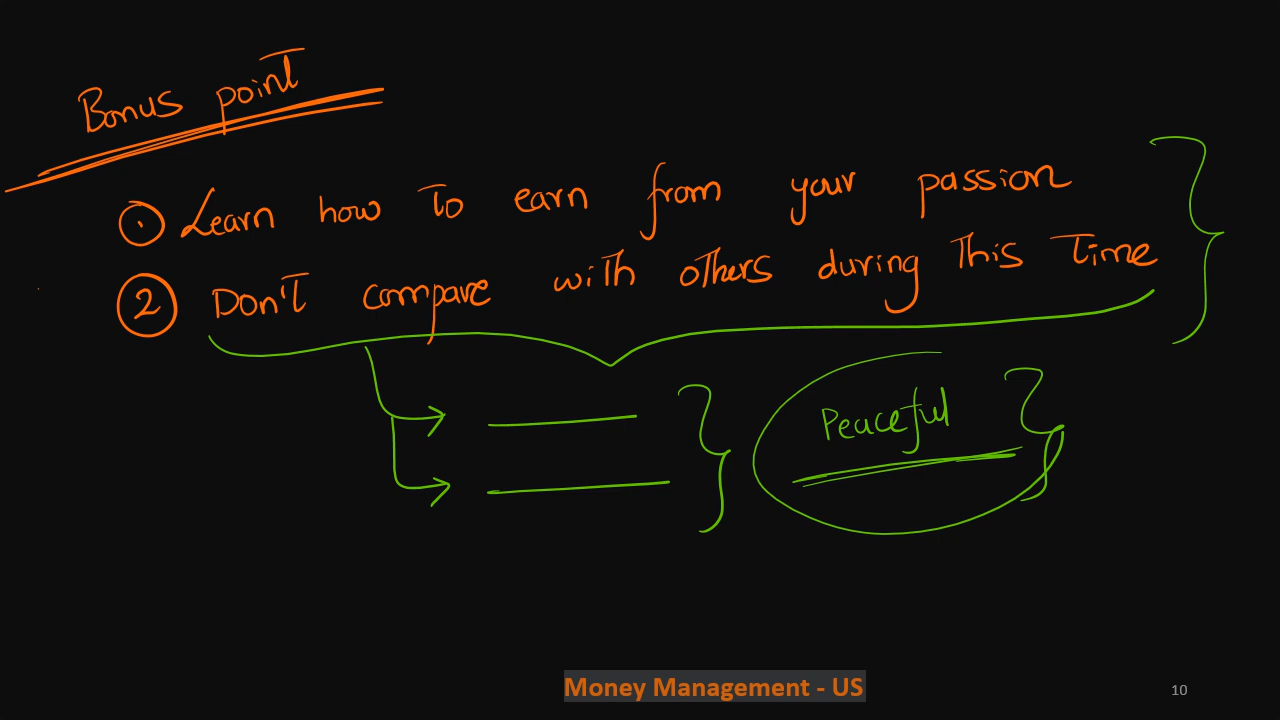 Bonus point
① Learn how to earn from your passion
② Don't compare with others during this time
Peaceful
Money Management - US
10